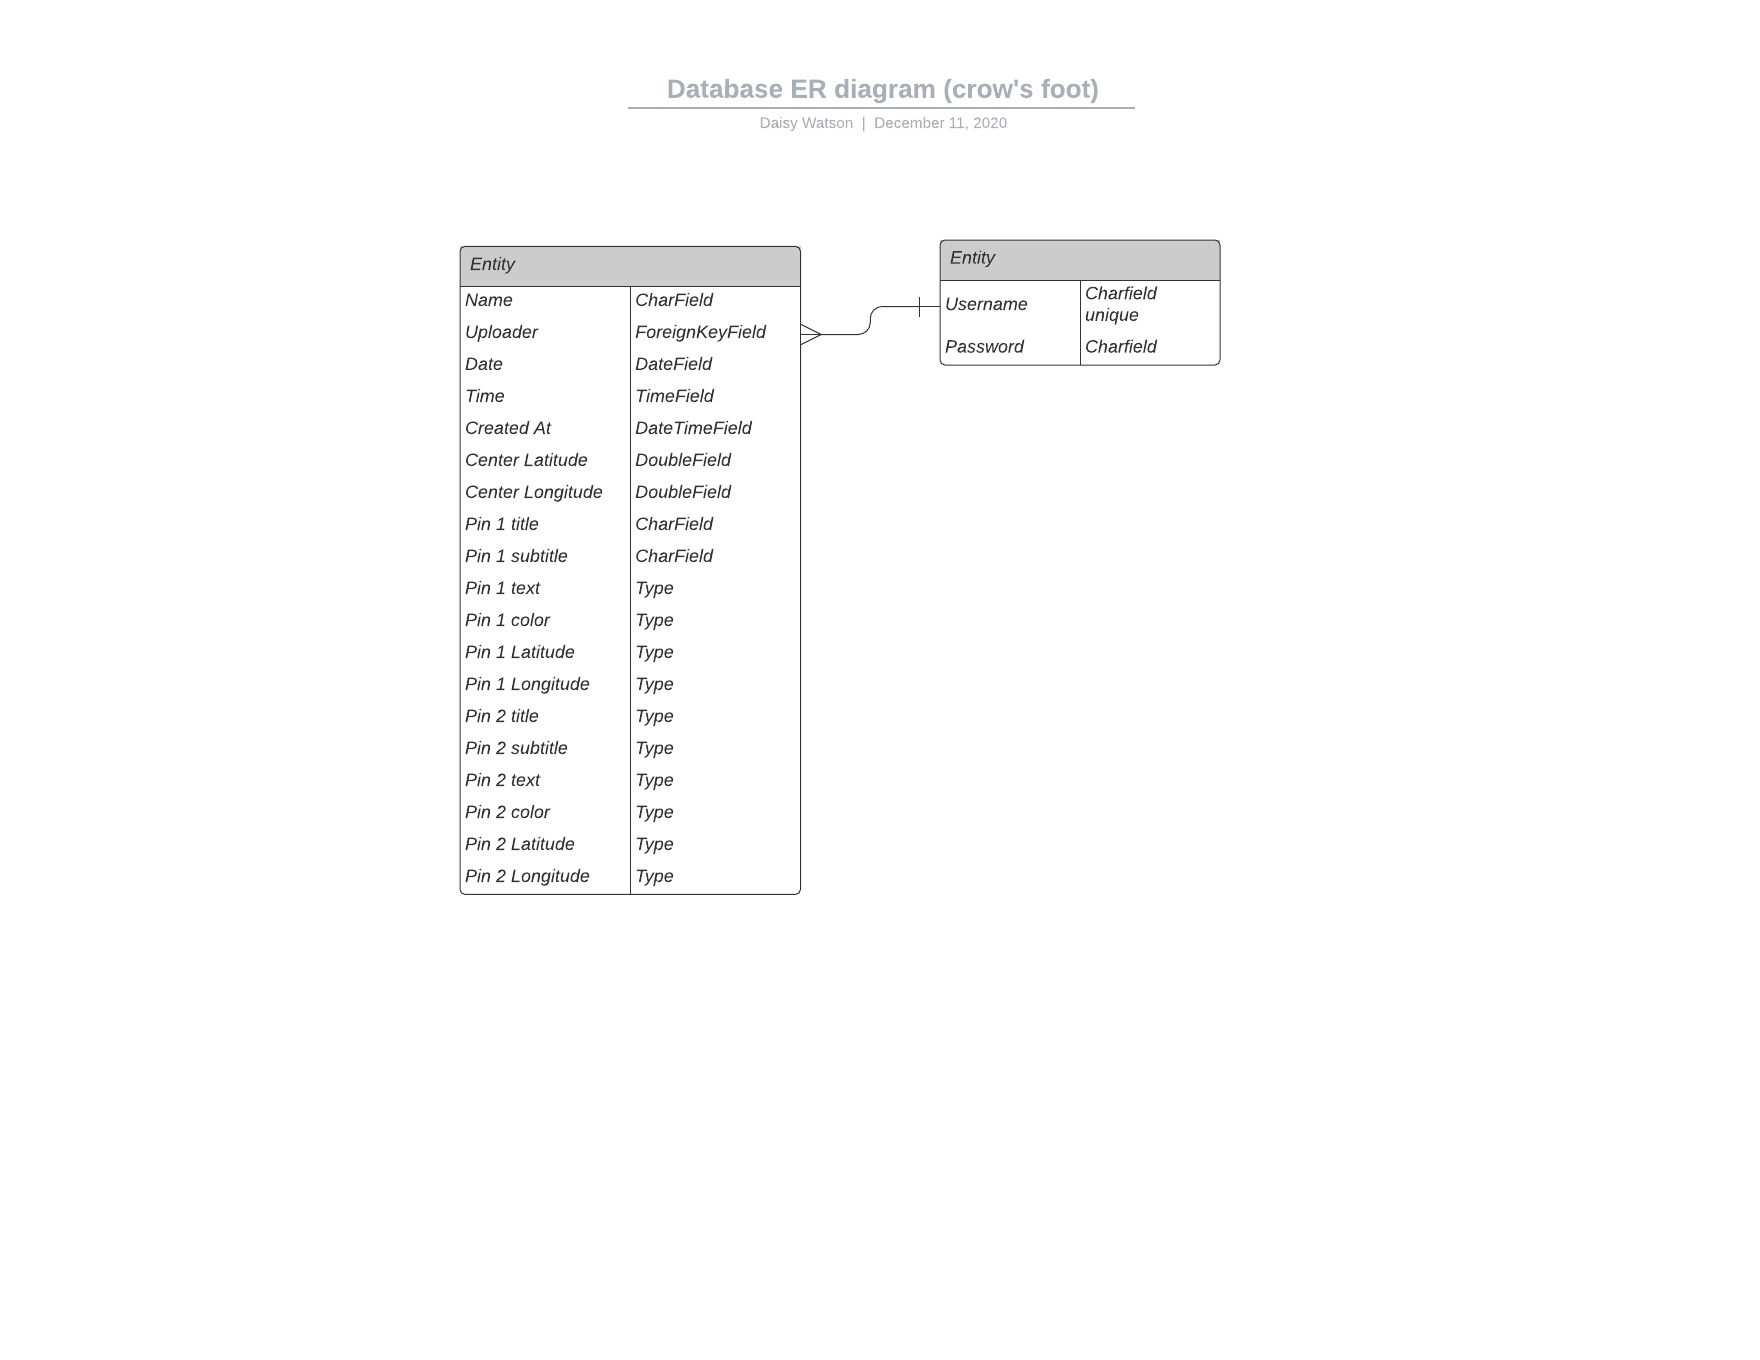 Database ER diagram (crow's foot)
Daisy Watson | December 11, 2020
Entity
Name CharField
Uploader ForeignKeyField
Date DateField
Time TimeField
Created At DateTimeField
Center Latitude DoubleField
Center Longitude DoubleField
Pin 1 title CharField
Pin 1 subtitle CharField
Pin 1 text Type
Pin 1 color Type
Pin 1 Latitude Type
Pin 1 Longitude Type
Pin 2 title Type
Pin 2 subtitle Type
Pin 2 text Type
Pin 2 color Type
Pin 2 Latitude Type
Pin 2 Longitude Type
Entity
Username Charfield
unique
Password Charfield